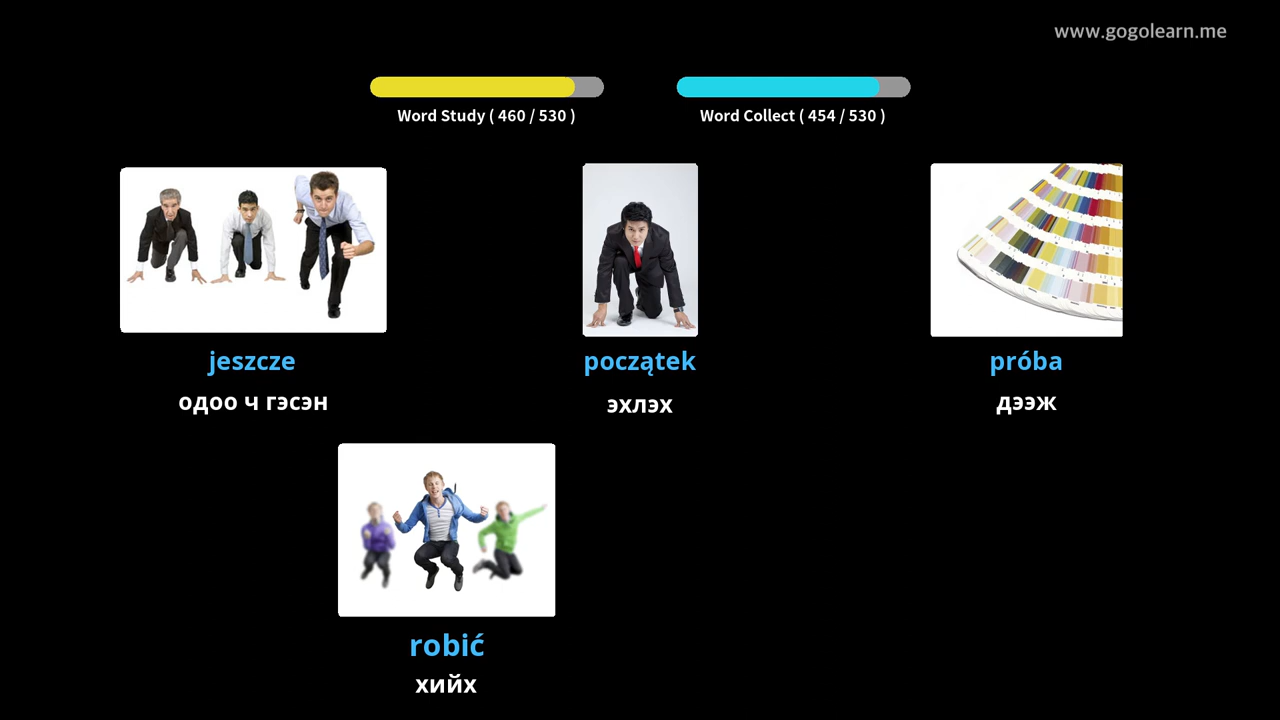 www.gogolearn.me
Word Study ( 460 / 530 )
Word Collect ( 454 / 530 )
jeszcze
одоо ч гэсэн
początek
эхлэх
próba
дээж
robić
хийх